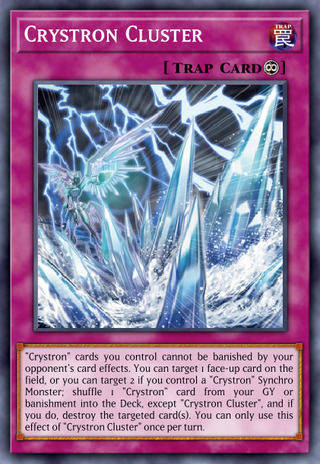 Crystron Cluster
TRAP
罠
[ Trap Card ]
"Crystron" cards you control cannot be banished by your
opponent's card effects. You can target 1 face-up card on the
field, or you can target 2 if you control a "Crystron" Synchro
Monster; shuffle 1 "Crystron" card from your GY or
banishment into the Deck, except "Crystron Cluster", and if
you do, destroy the targeted card(s). You can only use this
effect of "Crystron Cluster" once per turn.